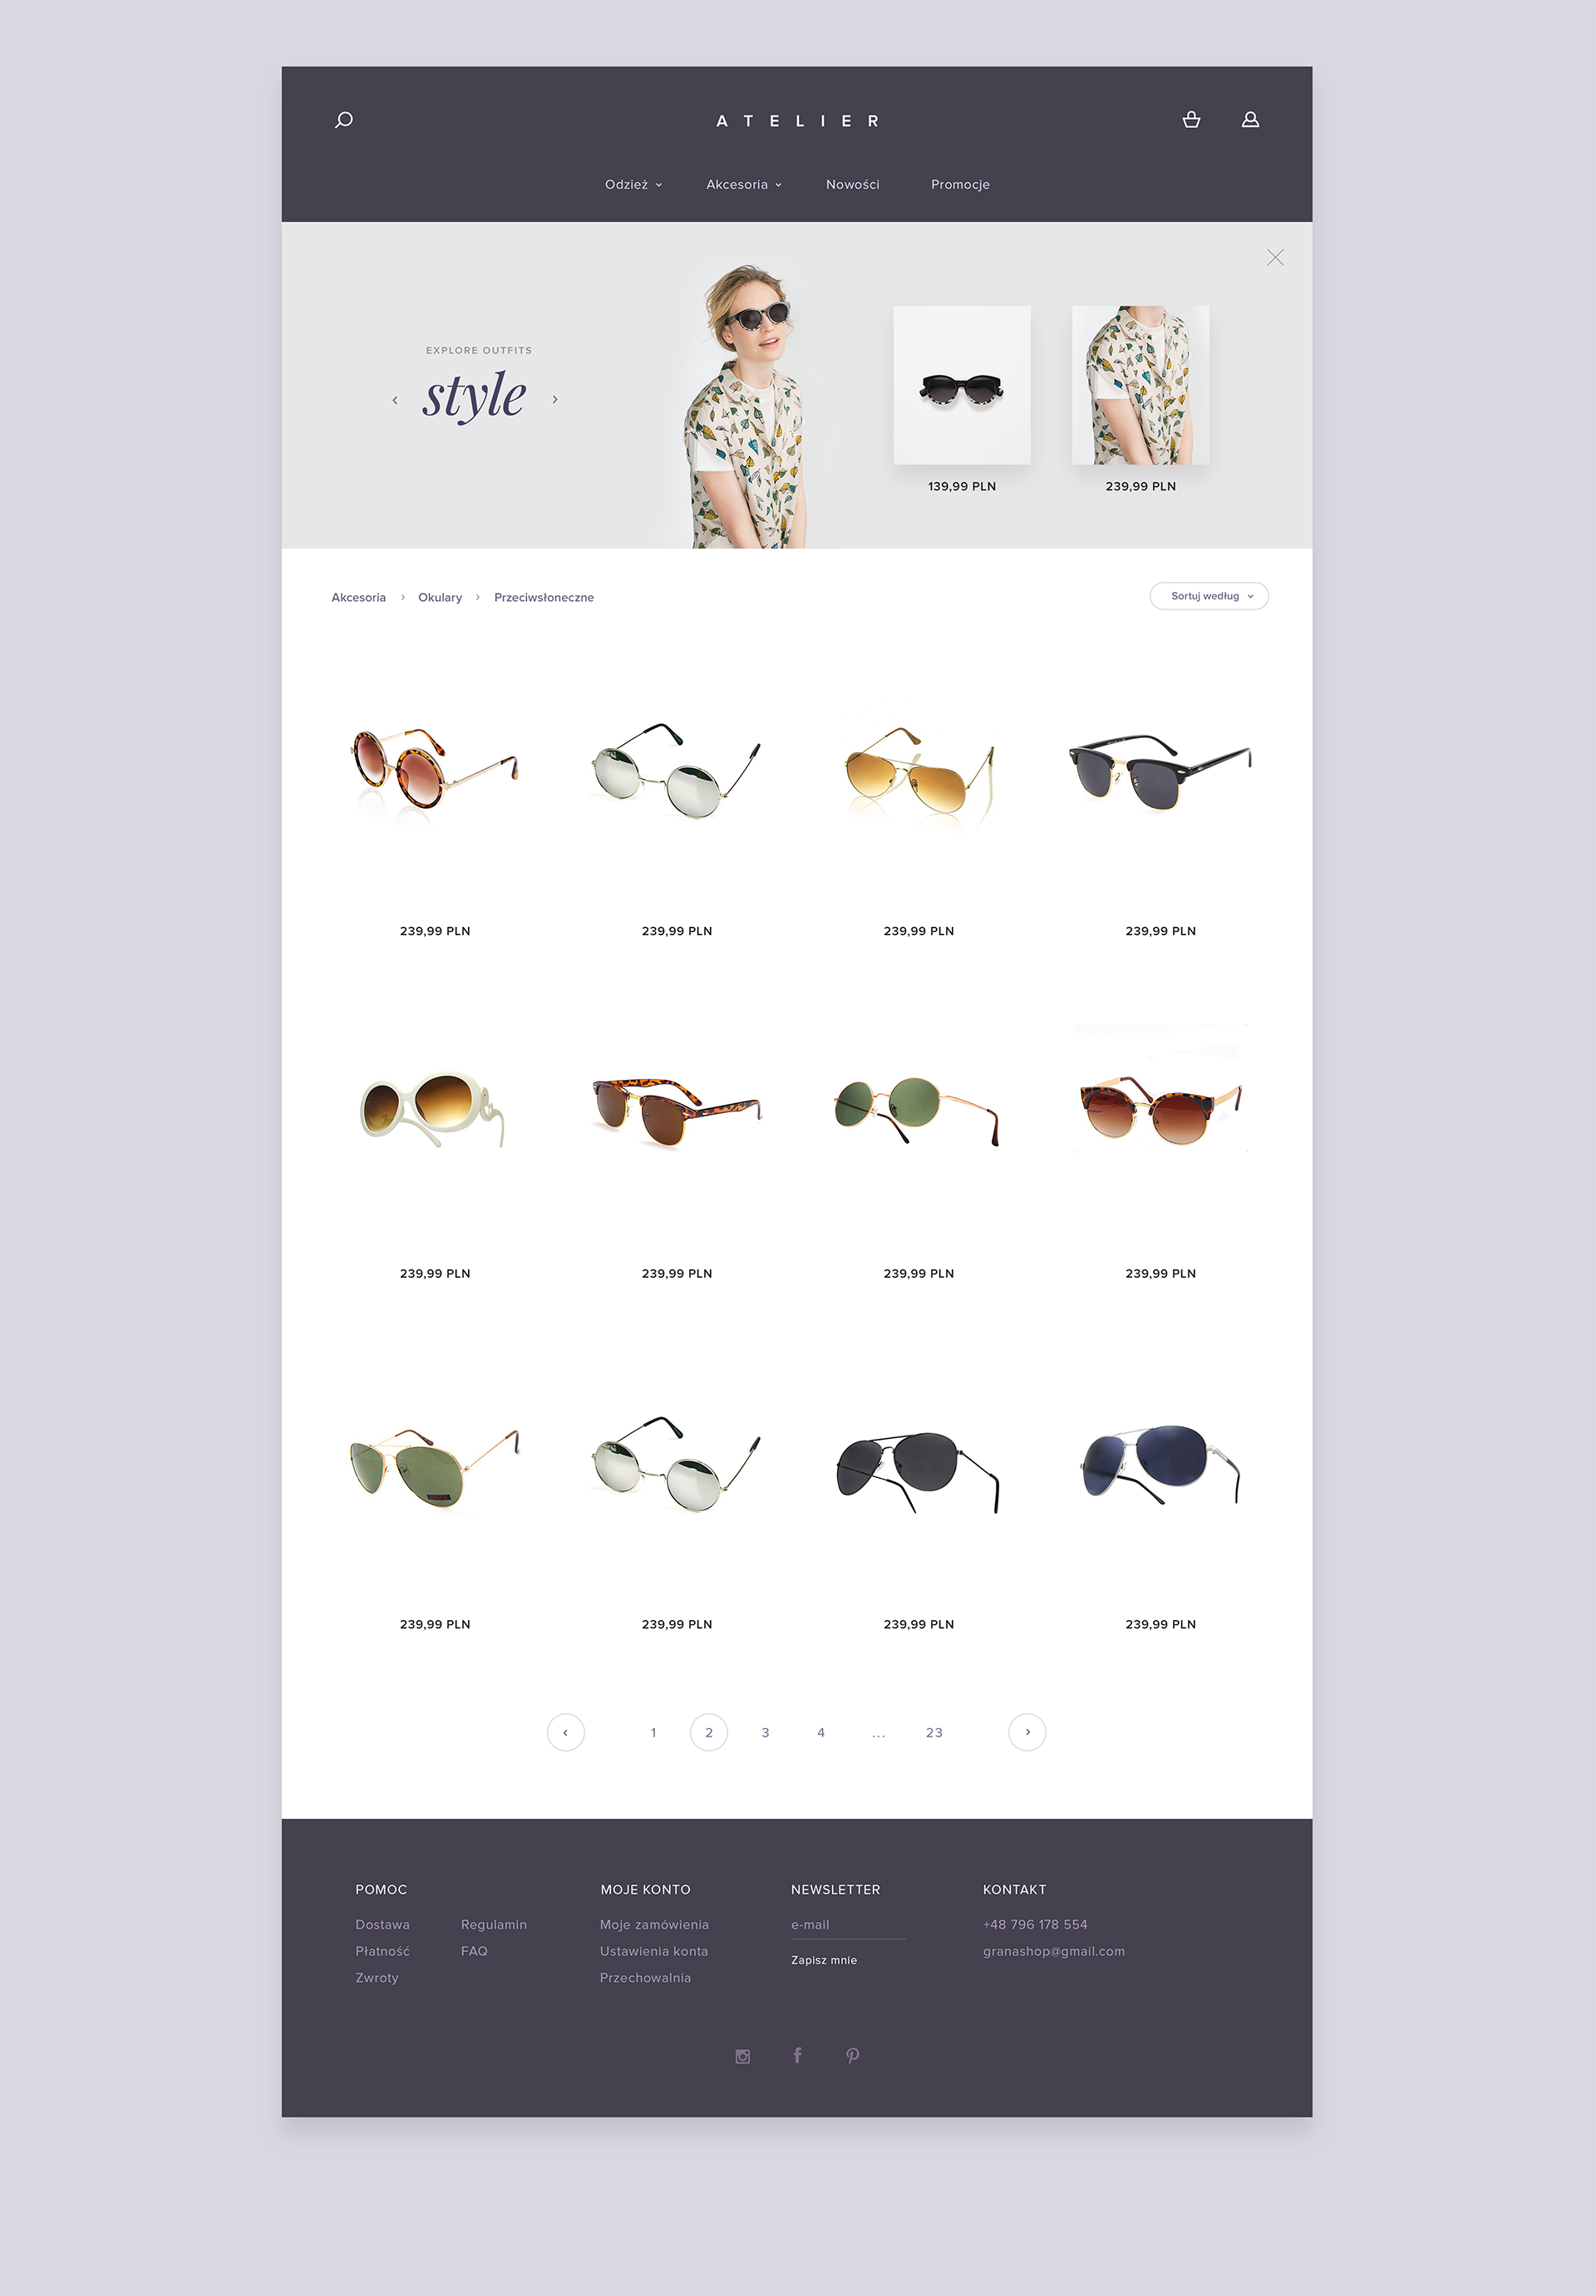 ATELIER
Odzież
Akcesoria
Nowości
Promocje
EXPLORE OUTFITS
style
139,99 PLN
239,99 PLN
Akcesoria > Okulary > Przeciwsłoneczne
Sortuj według
239,99 PLN
239,99 PLN
239,99 PLN
239,99 PLN
239,99 PLN
239,99 PLN
239,99 PLN
239,99 PLN
239,99 PLN
239,99 PLN
239,99 PLN
239,99 PLN
1 2 3 4 ... 23
POMOC
Dostawa
Płatność
Zwroty
Regulamin
FAQ
MOJE KONTO
Moje zamówienia
Ustawienia konta
Przechowalnia
NEWSLETTER
e-mail
Zapisz mnie
KONTAKT
+48 796 178 554
granashop@gmail.com